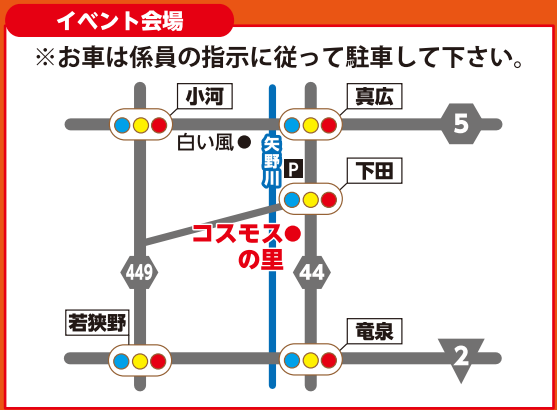 イベント会場
※お車は係員の指示に従って駐車して下さい。
小河
真広
5
白い風
矢野川
P
下田
コスモス
の里
449
44
若狭野
竜泉
2